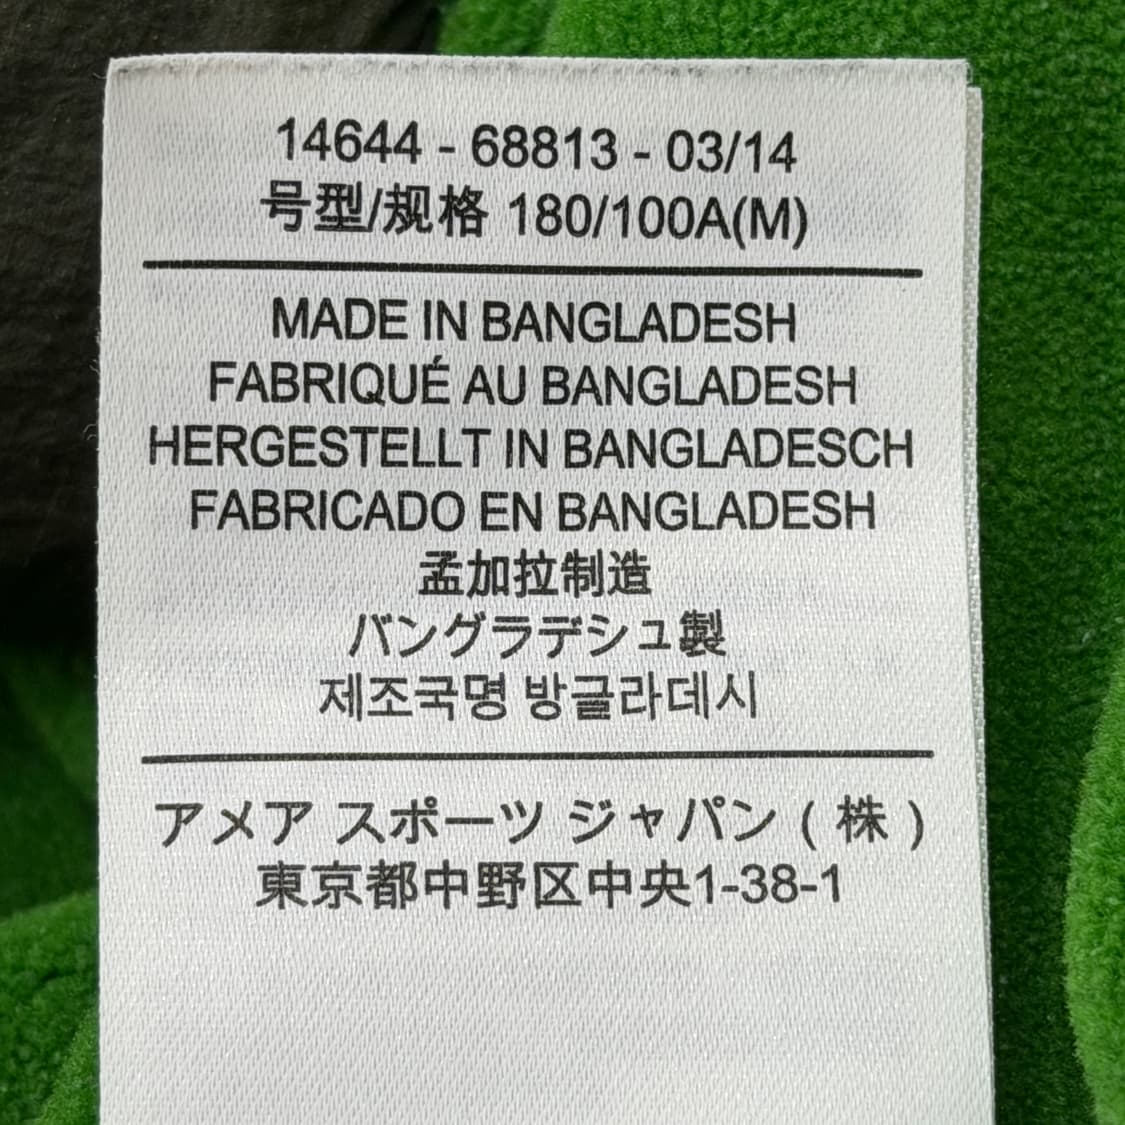 14644 - 68813 - 03/14
号型/规格 180/100A(M)
MADE IN BANGLADESH
FABRIQUÉ AU BANGLADESH
HERGESTELLT IN BANGLADESCH
FABRICADO EN BANGLADESH
孟加拉制造
バングラデシュ製
제조국명 방글라데시
アメア スポーツ ジャパン ( 株 )
東京都中野区中央1-38-1